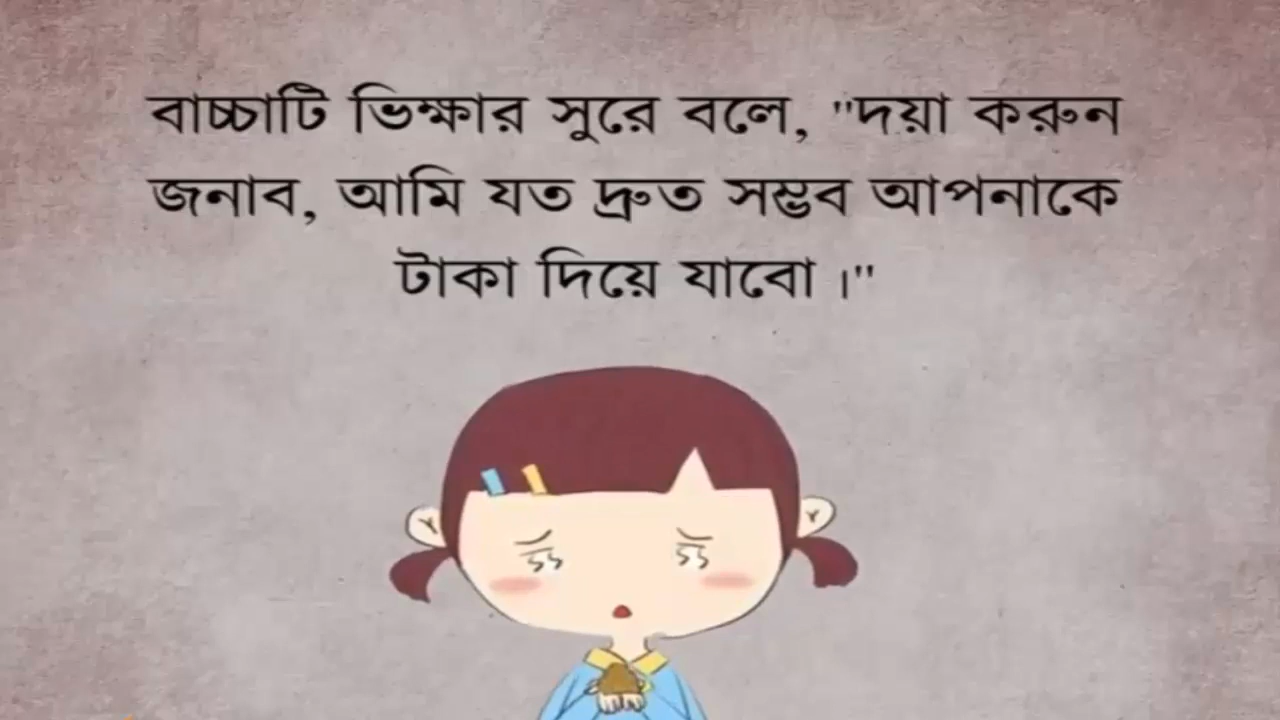 বাচ্চাটি ভিক্ষার সুরে বলে, "দয়া করুন
জনাব, আমি যত দ্রুত সম্ভব আপনাকে
টাকা দিয়ে যাবো।"